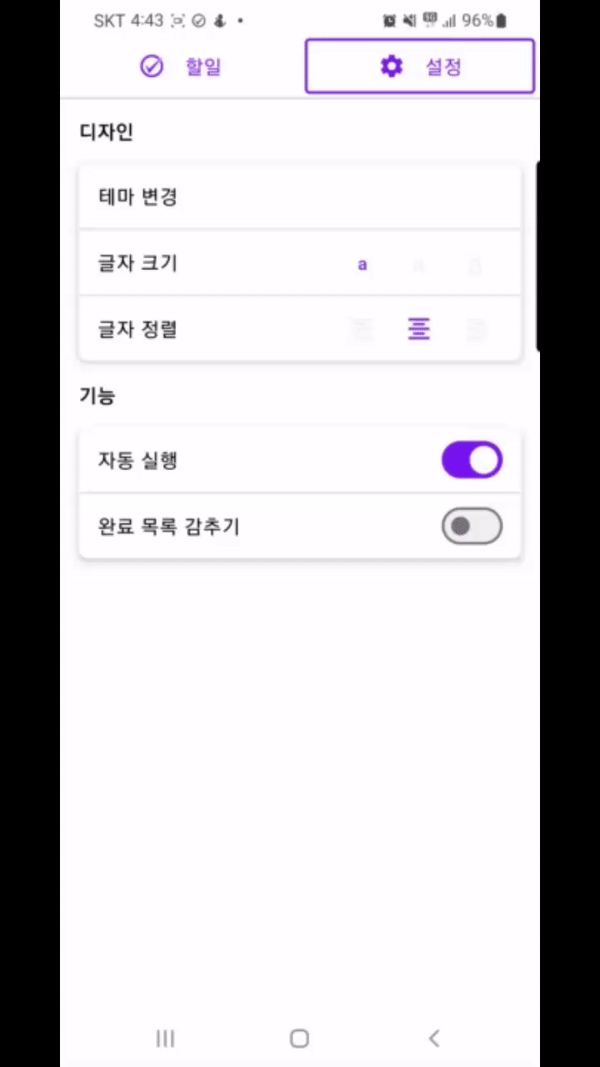 SKT 4:43 96%
할일 설정
디자인
테마 변경
글자 크기 a a a
글자 정렬
기능
자동 실행
완료 목록 감추기